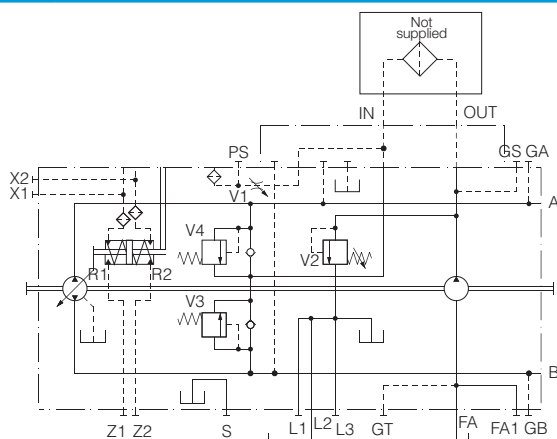 Not
supplied
IN
OUT
PS
GS GA
X2
X1
V1
A
V4
V2
R1
R2
V3
B
Z1 Z2
S
L1
L2
L3
GT
FA
FA1 GB